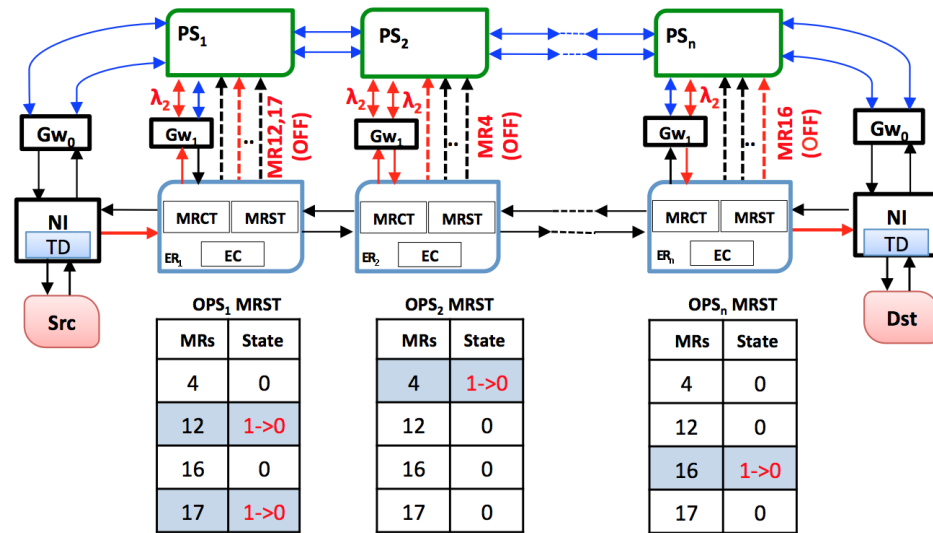 PS1
PS2
PSn
λ2
λ2
λ2
λ2
Gw0
Gw1
MR12,17
(OFF)
Gw1
MR4
(OFF)
Gw1
MR16
(OFF)
Gw0
..
..
..
NI
TD
MRCT
MRST
EC
ER1
MRCT
MRST
EC
ER2
MRCT
MRST
EC
ERn
NI
TD
Src
Dst
OPS1 MRST
MRs State
4 0
12 1->0
16 0
17 1->0
OPS2 MRST
MRs State
4 1->0
12 0
16 0
17 0
OPSn MRST
MRs State
4 0
12 0
16 1->0
17 0